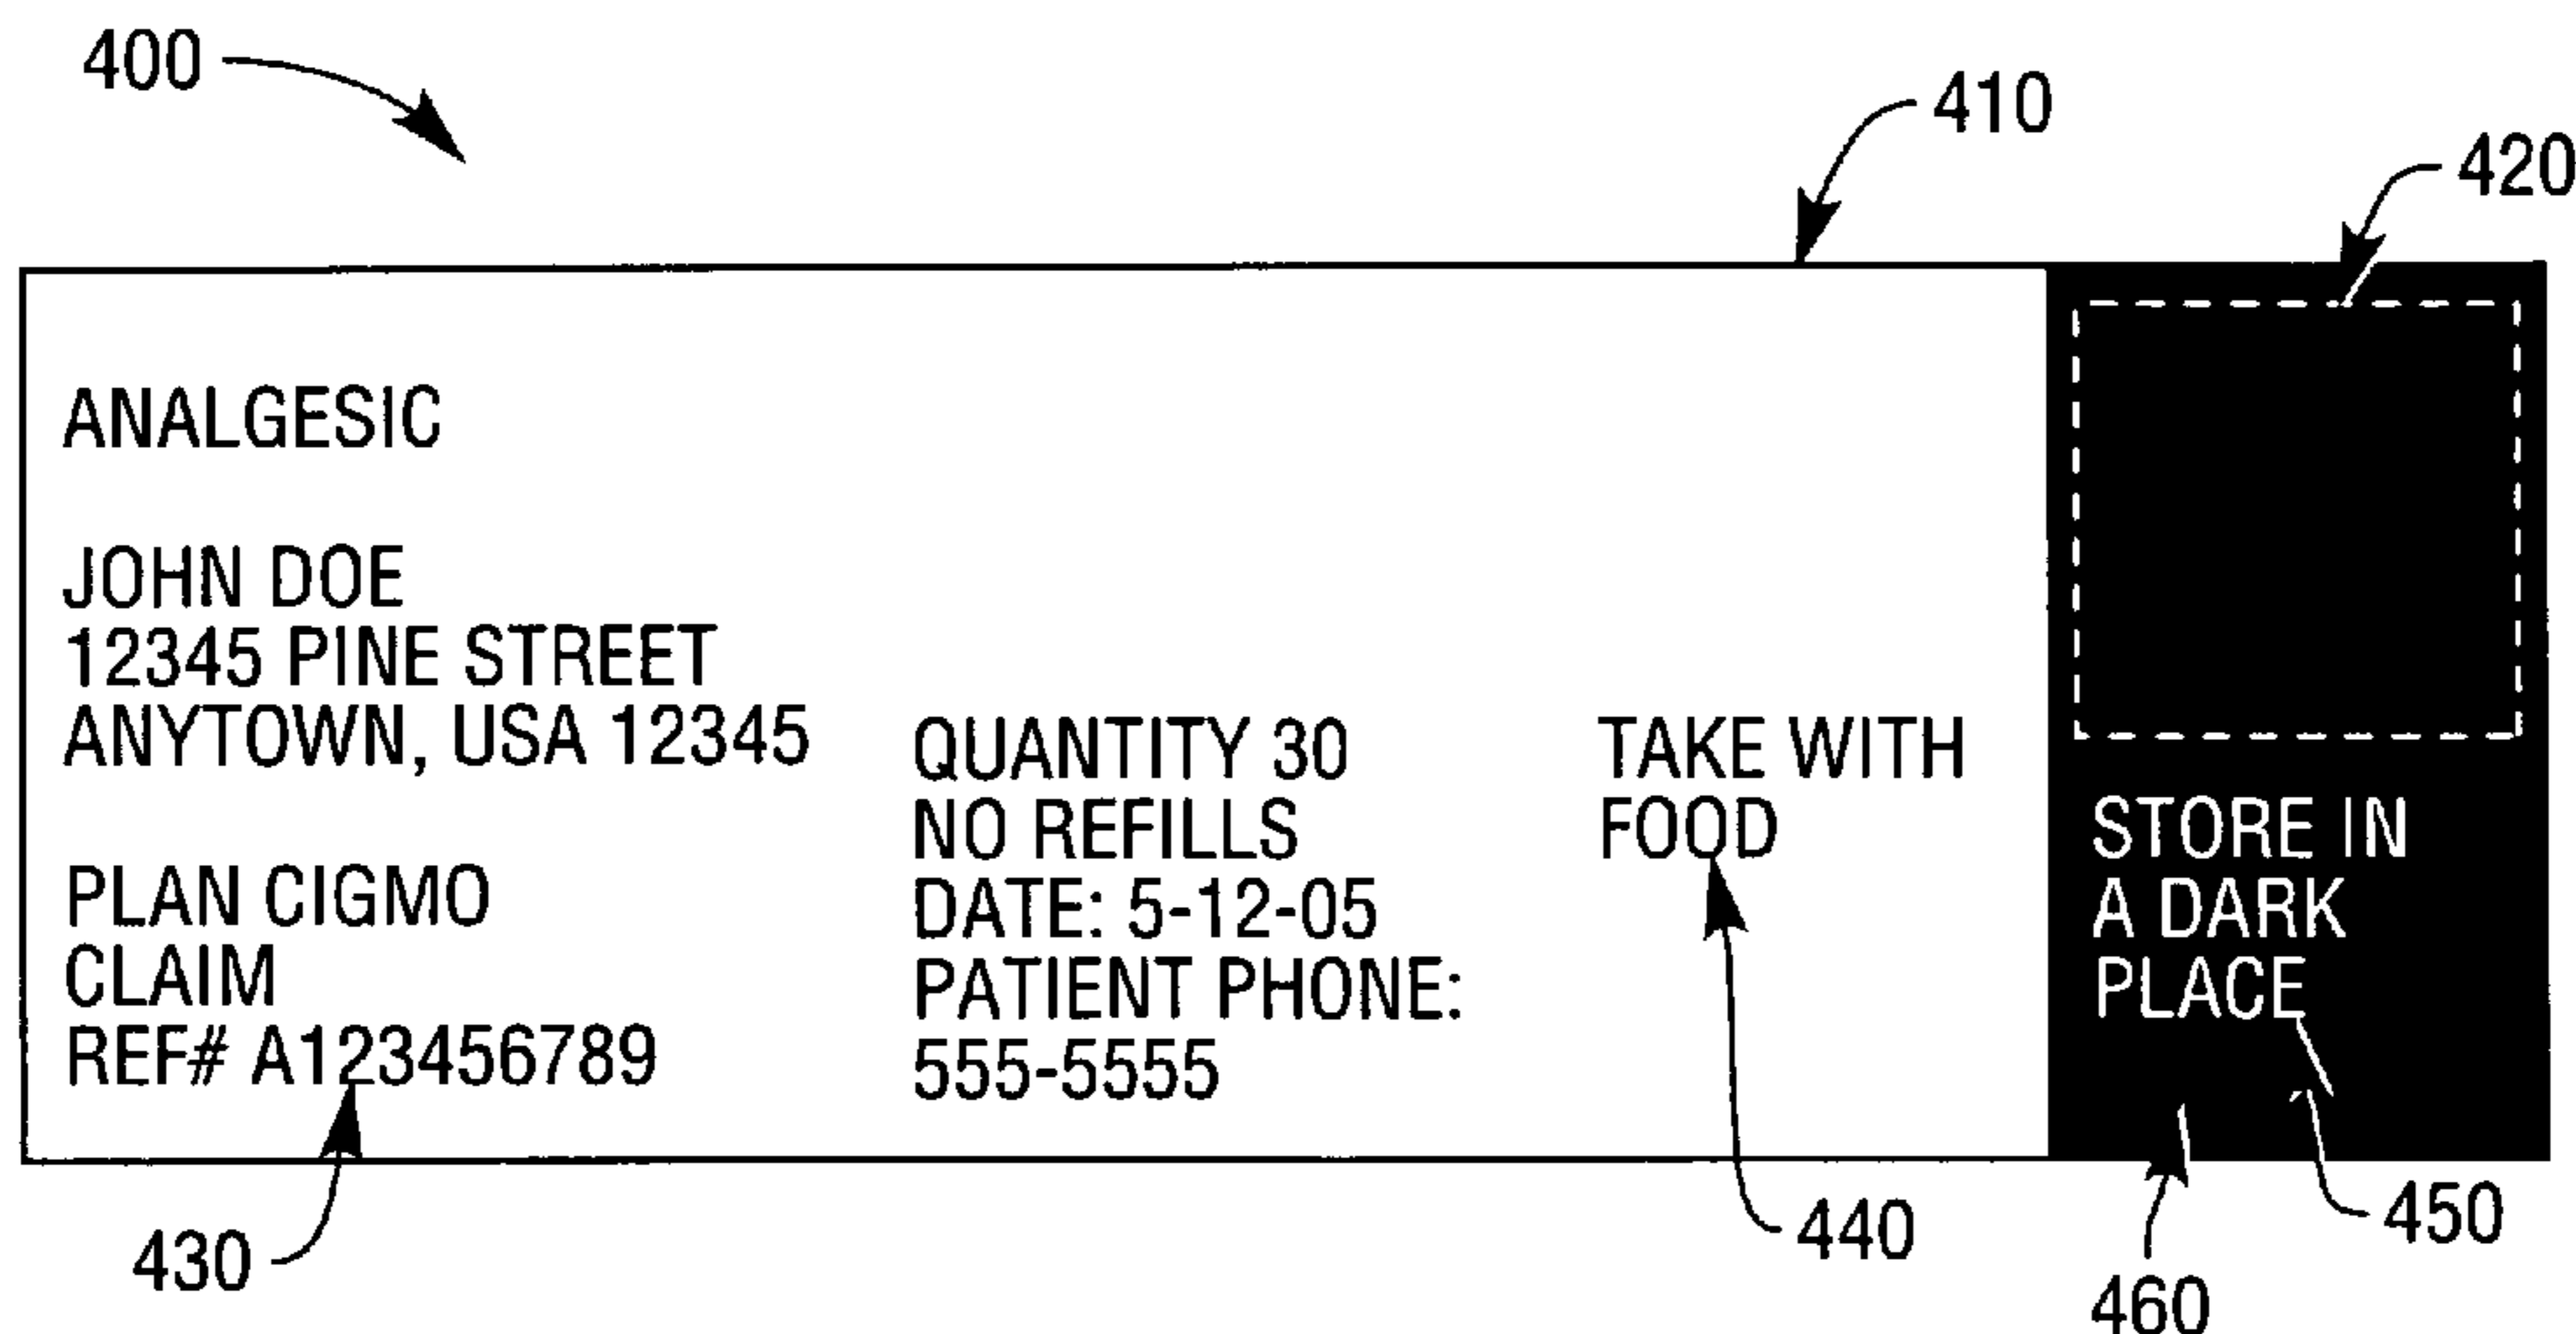 400
410
420
ANALGESIC
JOHN DOE
12345 PINE STREET
ANYTOWN, USA 12345
PLAN CIGMO
CLAIM
REF# A123456789
QUANTITY 30
NO REFILLS
DATE: 5-12-05
PATIENT PHONE:
555-5555
TAKE WITH
FOOD
STORE IN
A DARK
PLACE
430
440
450
460